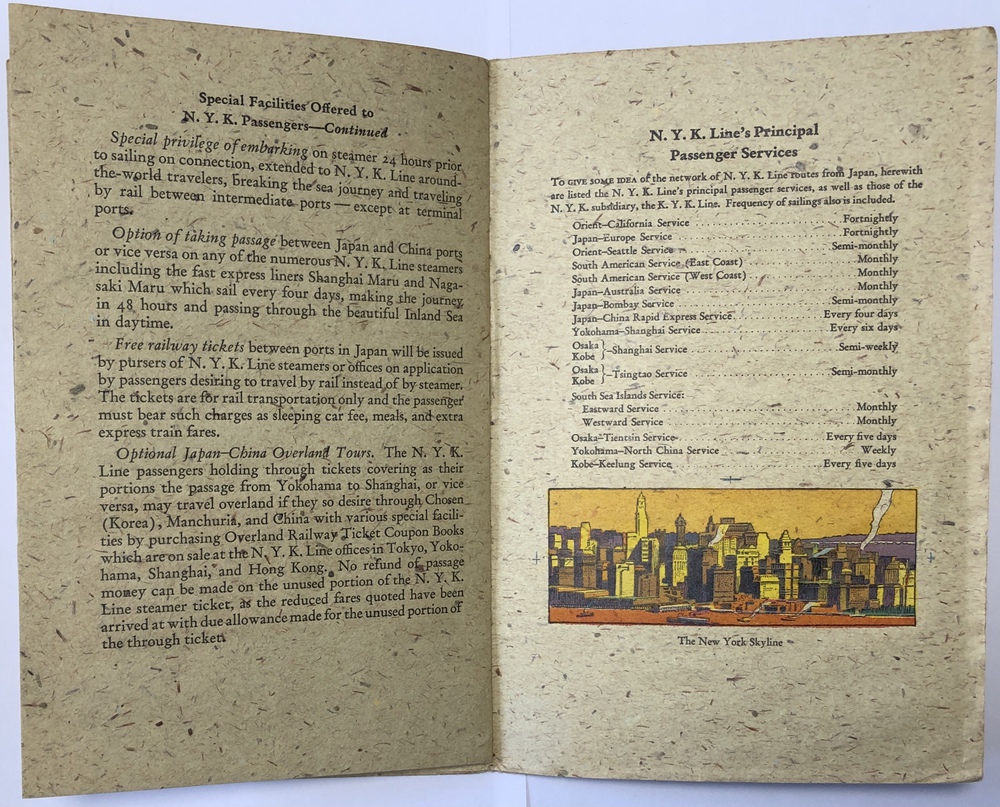 Special Facilities Offered to
N. Y. K. Passengers—Continued
Special privilege of embarking on steamer 24 hours prior
to sailing on connection, extended to N. Y. K. Line around-
the-world travelers, breaking the sea journey and traveling
by rail between intermediate ports — except at terminal
ports.
Option of taking passage between Japan and China ports
or vice versa on any of the numerous N. Y. K. Line steamers
including the fast express liners Shanghai Maru and Naga-
saki Maru which sail every four days, making the journey
in 48 hours and passing through the beautiful Inland Sea
in daytime.
Free railway tickets between ports in Japan will be issued
by pursers of N. Y. K. Line steamers or offices on application
by passengers desiring to travel by rail instead of by steamer.
The tickets are for rail transportation only and the passenger
must bear such charges as sleeping car fee, meals, and extra
express train fares.
Optional Japan–China Overland Tours. The N. Y. K.
Line passengers holding through tickets covering as their
portions the passage from Yokohama to Shanghai, or vice
versa, may travel overland if they so desire through Chosen
(Korea), Manchuria, and China with various special facili-
ties by purchasing Overland Railway Ticket Coupon Books
which are on sale at the N. Y. K. Line offices in Tokyo, Yoko-
hama, Shanghai, and Hong Kong. No refund of passage
money can be made on the unused portion of the N. Y. K.
Line steamer ticket, as the reduced fares quoted have been
arrived at with due allowance made for the unused portion of
the through ticket.
N. Y. K. Line's Principal
Passenger Services
To give some idea of the network of N. Y. K. Line routes from Japan, herewith
are listed the N. Y. K. Line's principal passenger services, as well as those of the
N. Y. K. subsidiary, the K. Y. K. Line. Frequency of sailings also is included.
Orient–California Service Fortnightly
Japan–Europe Service Fortnightly
Orient–Seattle Service Semi-monthly
South American Service (East Coast) Monthly
South American Service (West Coast) Monthly
Japan–Australia Service Monthly
Japan–Bombay Service Semi-monthly
Japan–China Rapid Express Service Every four days
Yokohama–Shanghai Service Every six days
Osaka
Kobe }–Shanghai Service Semi-weekly
Osaka
Kobe }–Tsingtao Service Semi-monthly
South Sea Islands Service:
Eastward Service Monthly
Westward Service Monthly
Osaka–Tientsin Service Every five days
Yokohama–North China Service Weekly
Kobe–Keelung Service Every five days
The New York Skyline